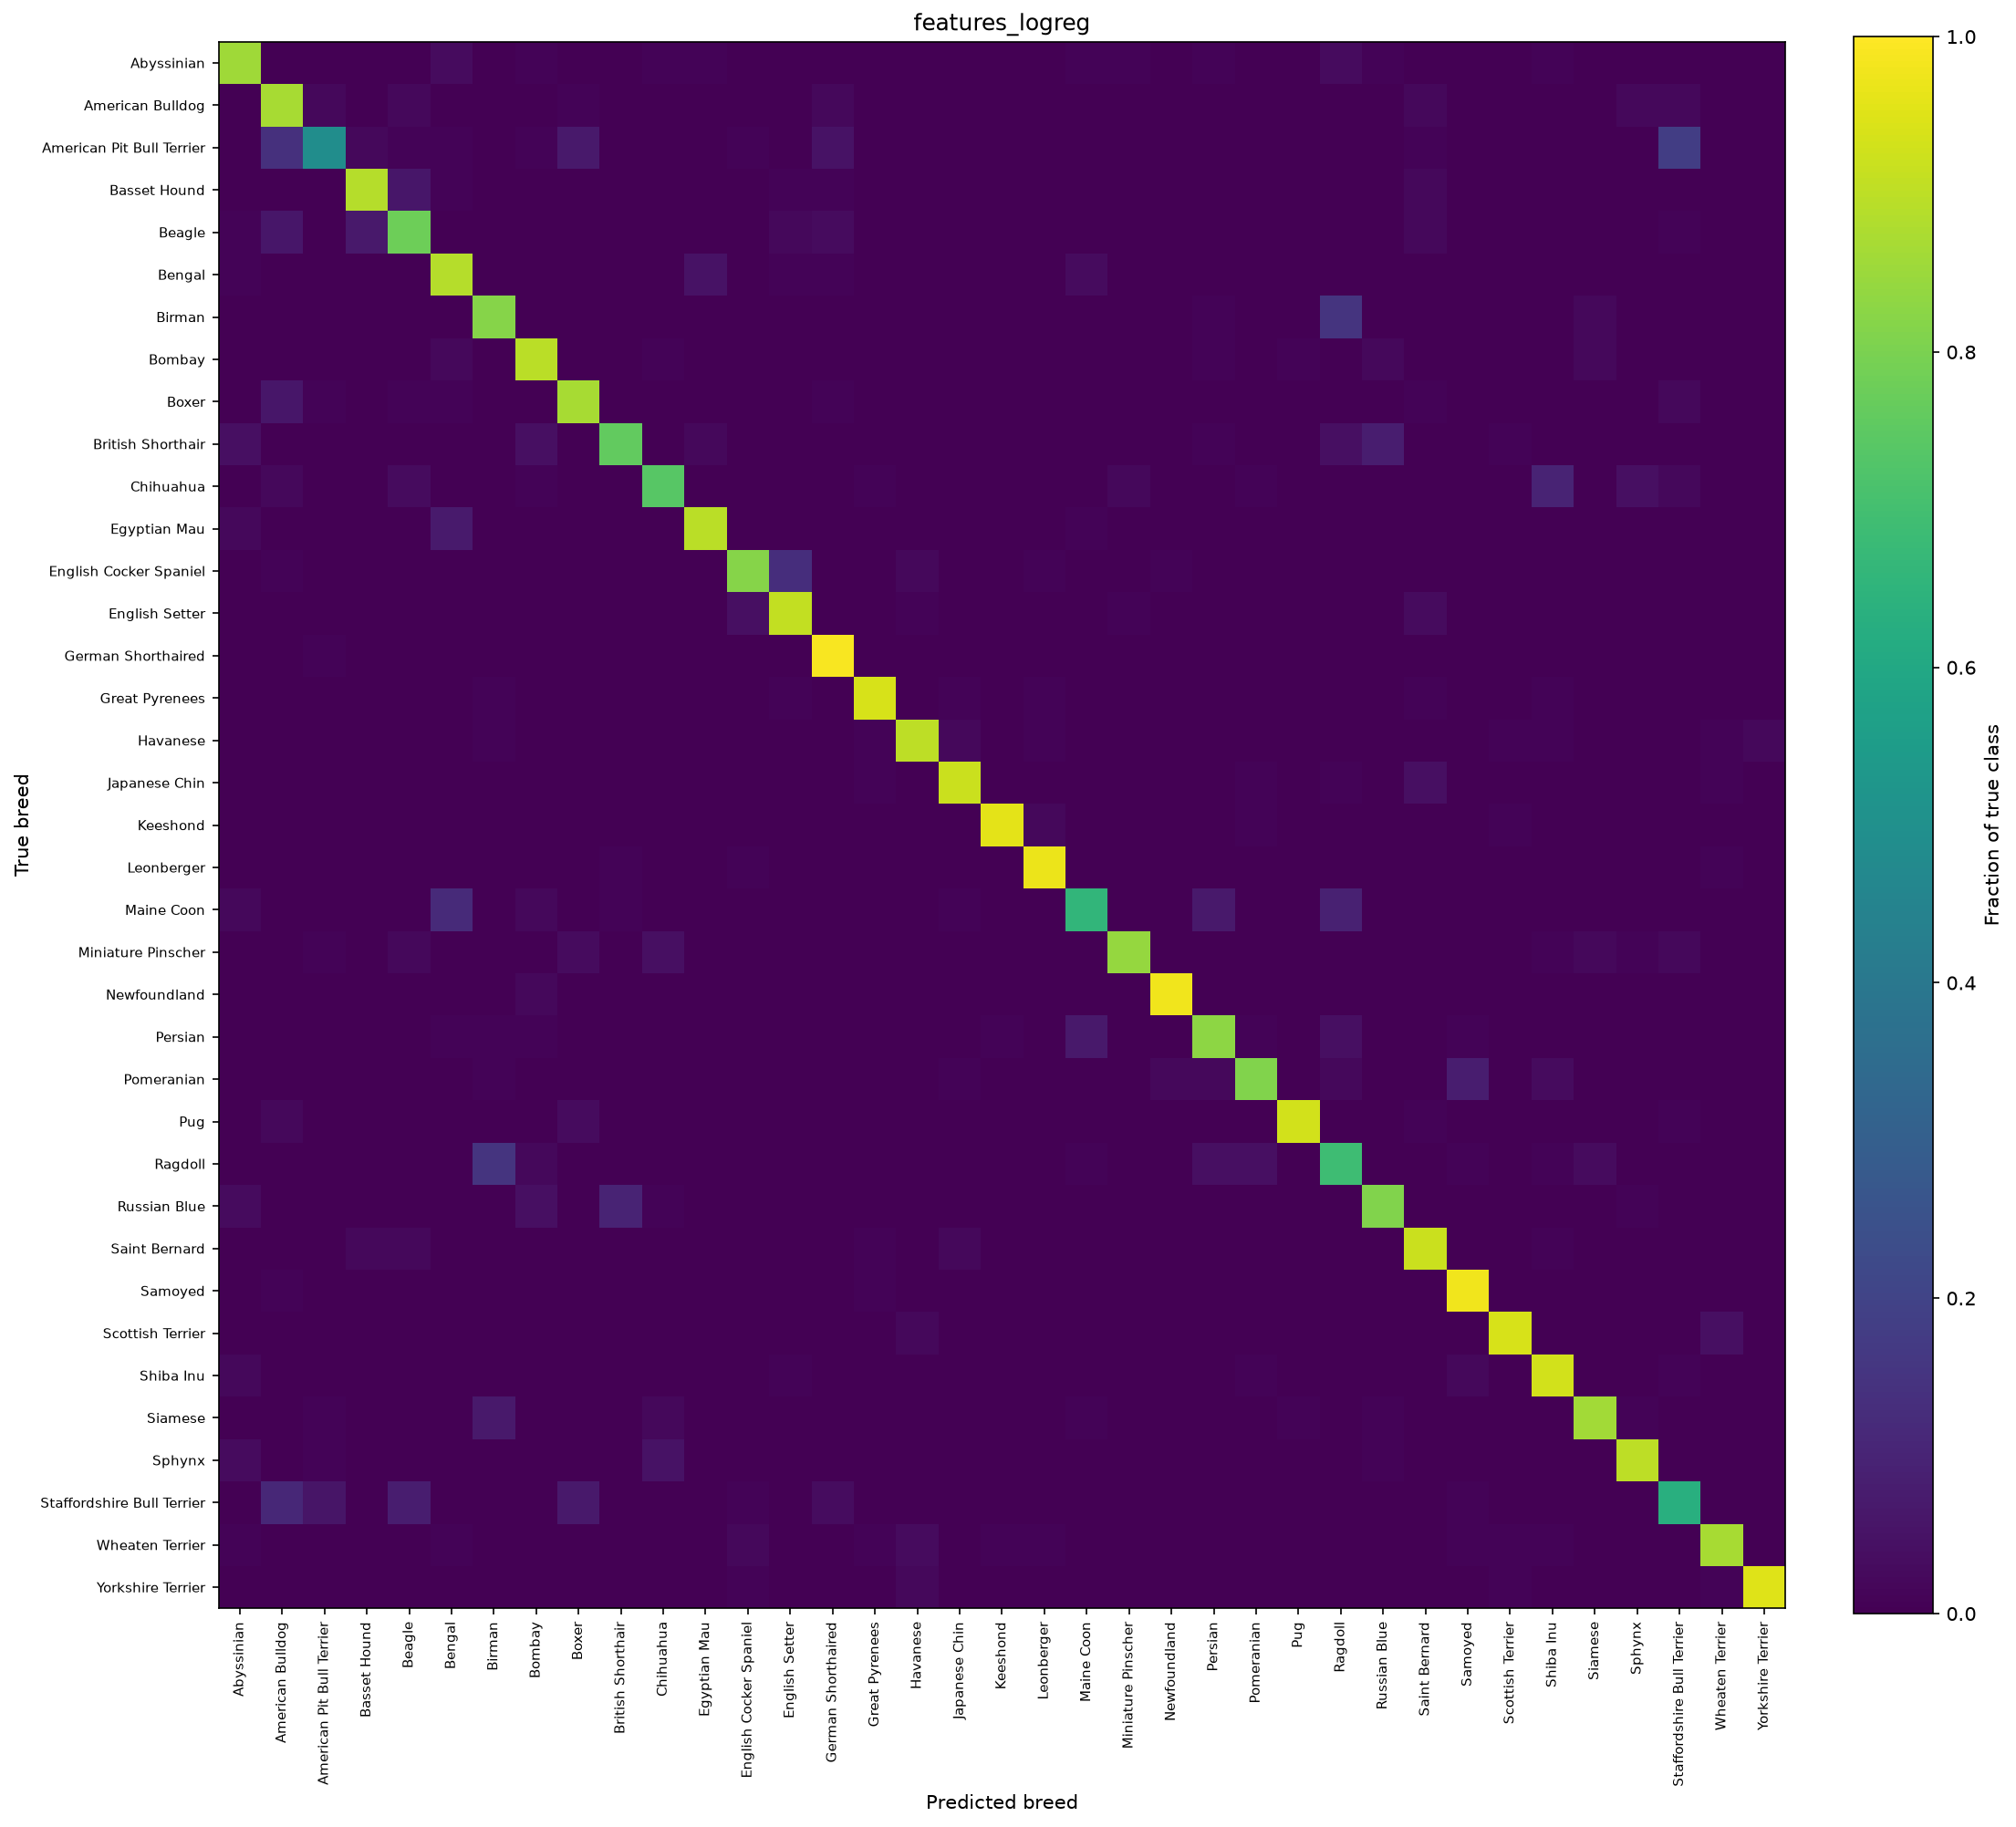 features_logreg
Abyssinian
American Bulldog
American Pit Bull Terrier
Basset Hound
Beagle
Bengal
Birman
Bombay
Boxer
British Shorthair
Chihuahua
Egyptian Mau
English Cocker Spaniel
English Setter
German Shorthaired
Great Pyrenees
Havanese
Japanese Chin
Keeshond
Leonberger
Maine Coon
Miniature Pinscher
Newfoundland
Persian
Pomeranian
Pug
Ragdoll
Russian Blue
Saint Bernard
Samoyed
Scottish Terrier
Shiba Inu
Siamese
Sphynx
Staffordshire Bull Terrier
Wheaten Terrier
Yorkshire Terrier
True breed
Abyssinian
American Bulldog
American Pit Bull Terrier
Basset Hound
Beagle
Bengal
Birman
Bombay
Boxer
British Shorthair
Chihuahua
Egyptian Mau
English Cocker Spaniel
English Setter
German Shorthaired
Great Pyrenees
Havanese
Japanese Chin
Keeshond
Leonberger
Maine Coon
Miniature Pinscher
Newfoundland
Persian
Pomeranian
Pug
Ragdoll
Russian Blue
Saint Bernard
Samoyed
Scottish Terrier
Shiba Inu
Siamese
Sphynx
Staffordshire Bull Terrier
Wheaten Terrier
Yorkshire Terrier
Predicted breed
1.0
0.8
0.6
0.4
0.2
0.0
Fraction of true class